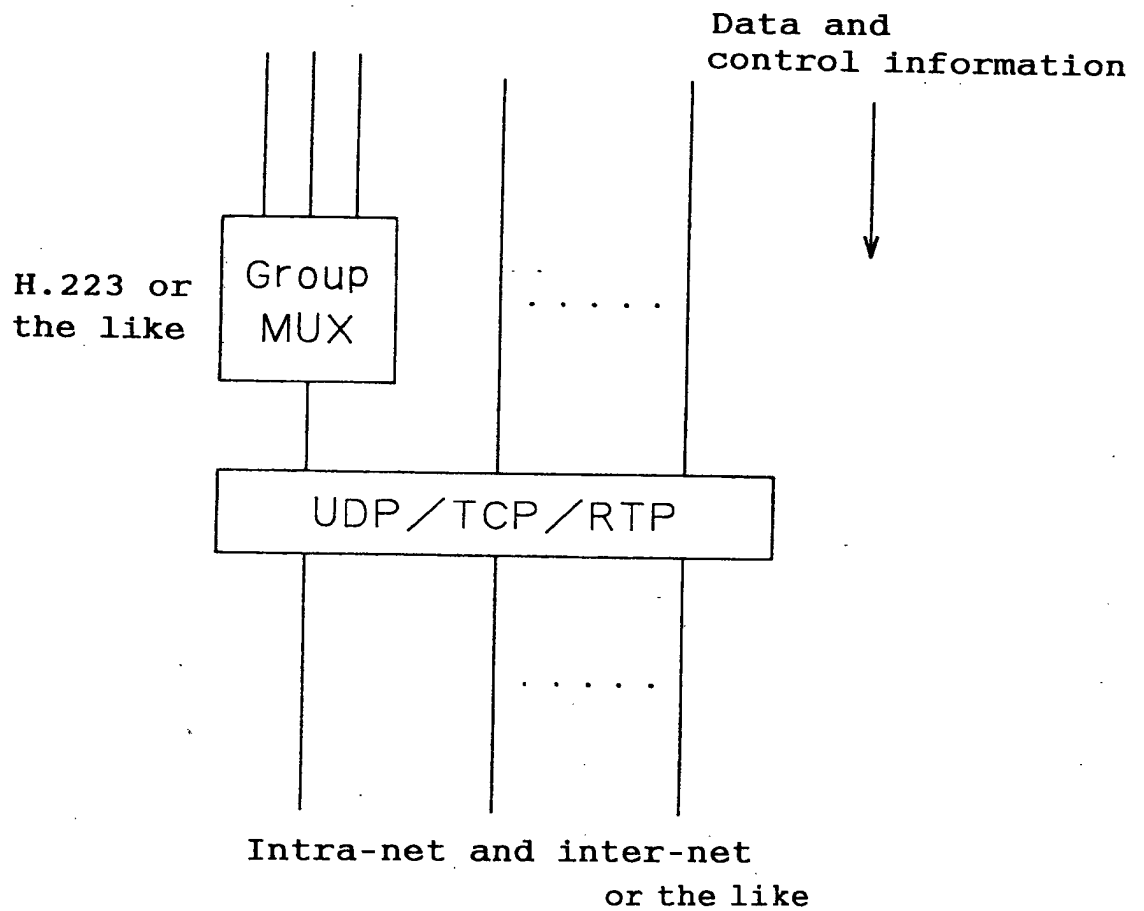 Data and
control information
H.223 or
the like
Group
MUX
UDP/TCP/RTP
Intra-net and inter-net
or the like